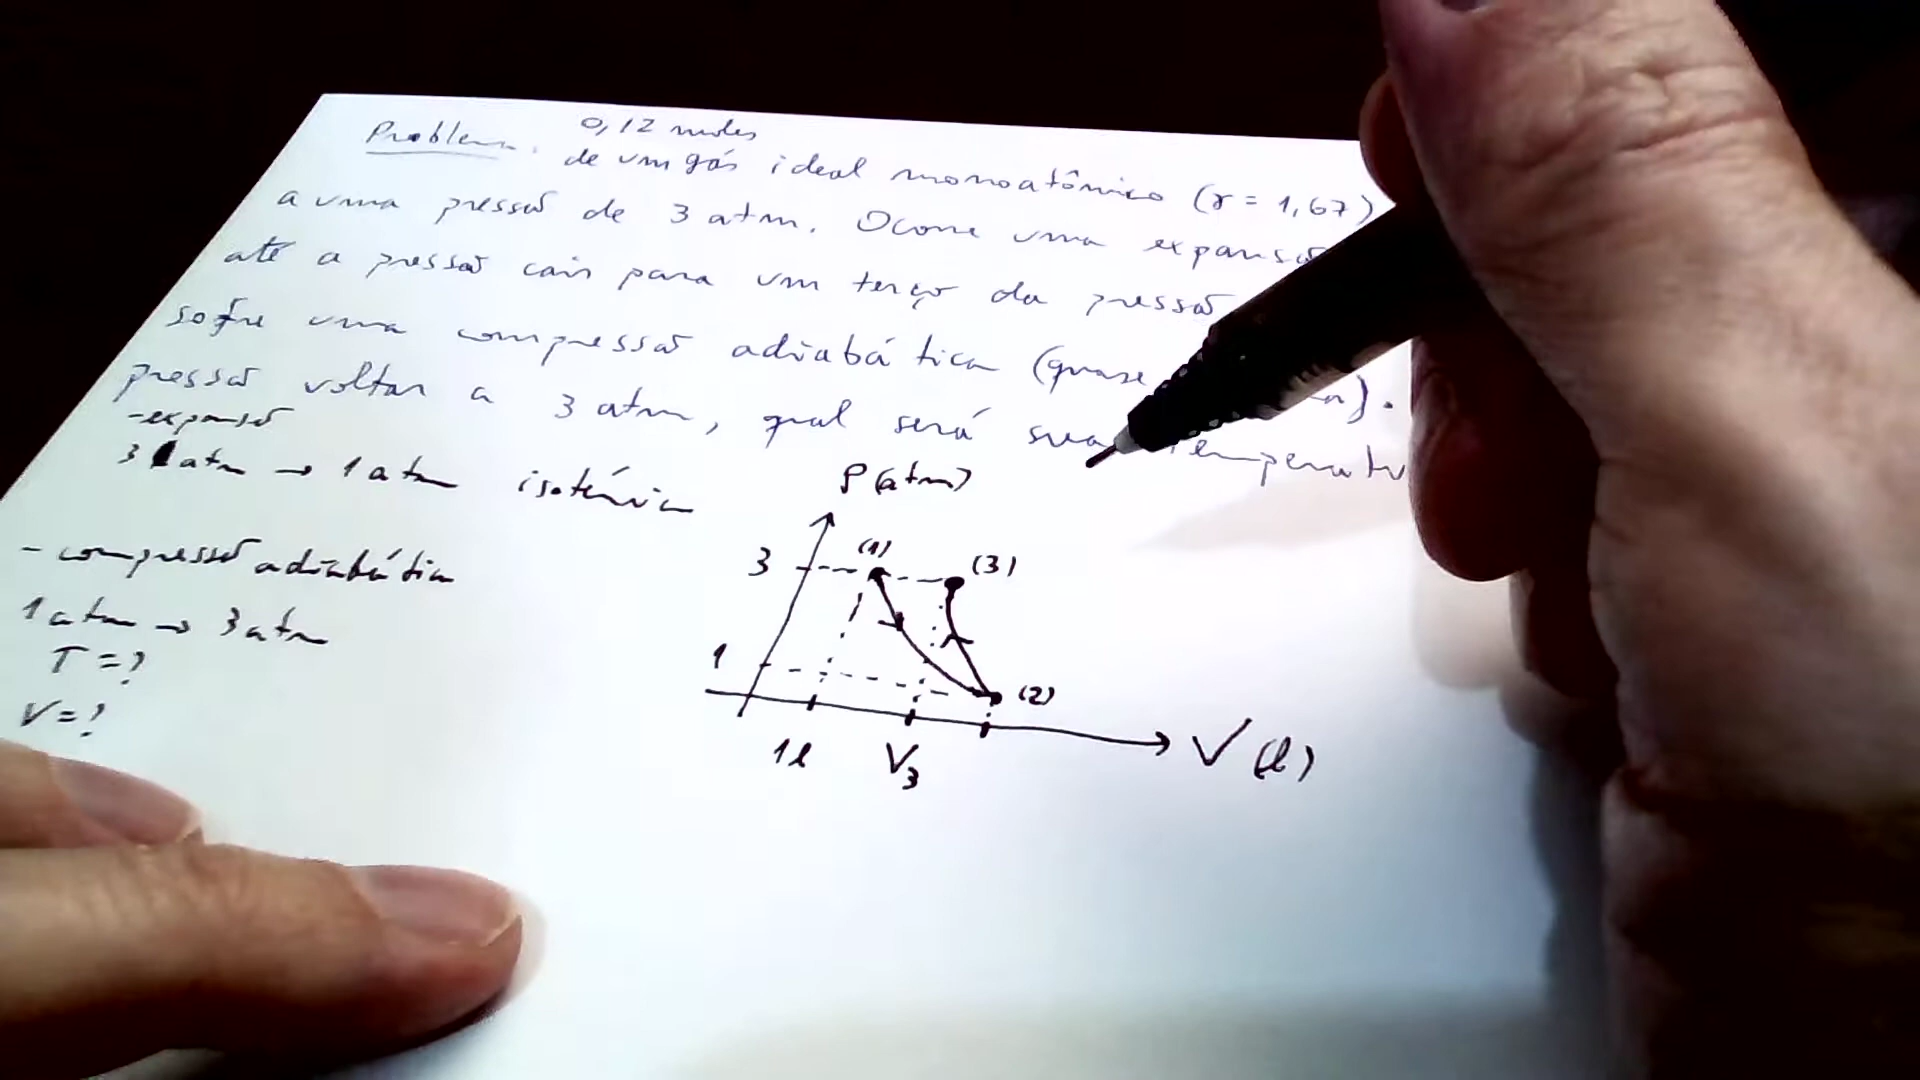 Problema. 0,12 moles
de um gás ideal monoatômico (γ = 1,67)
a uma pressão de 3 atm. Ocorre uma expansão
até a pressão cair para um terço da pressão
sofre uma compressão adiabática (quase
pressão voltar a 3 atm, qual será sua
- expansão
3 atm → 1 atm isotérmica
- compressão adiabática
1 atm → 3 atm
T = ?
V = ?
P(atm)
3
(1)
(3)
1
(2)
1l
V₃
V (l)